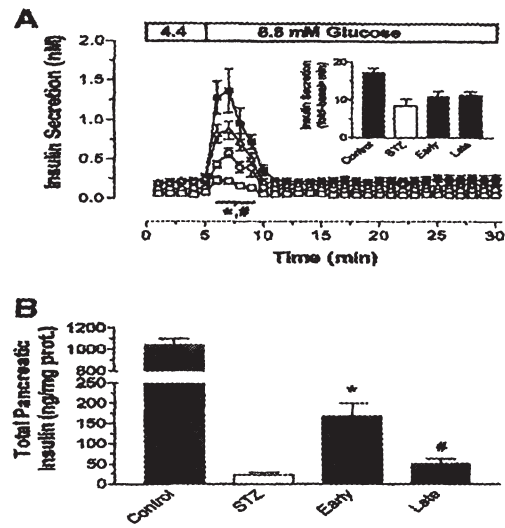 A
4.4 8.8 mM Glucose
Insulin Secretion (nM)
2.0
1.5
1.0
0.5
0.0
Insulin Secretion
20
10
0
Control STZ Early Late
*,#
0 5 10 15 20 25 30
Time (min)
B
Total Pancreatic
Insulin (ng/mg prot.)
1200
1000
800
250
200
150
100
50
0
*
#
Control STZ Early Late